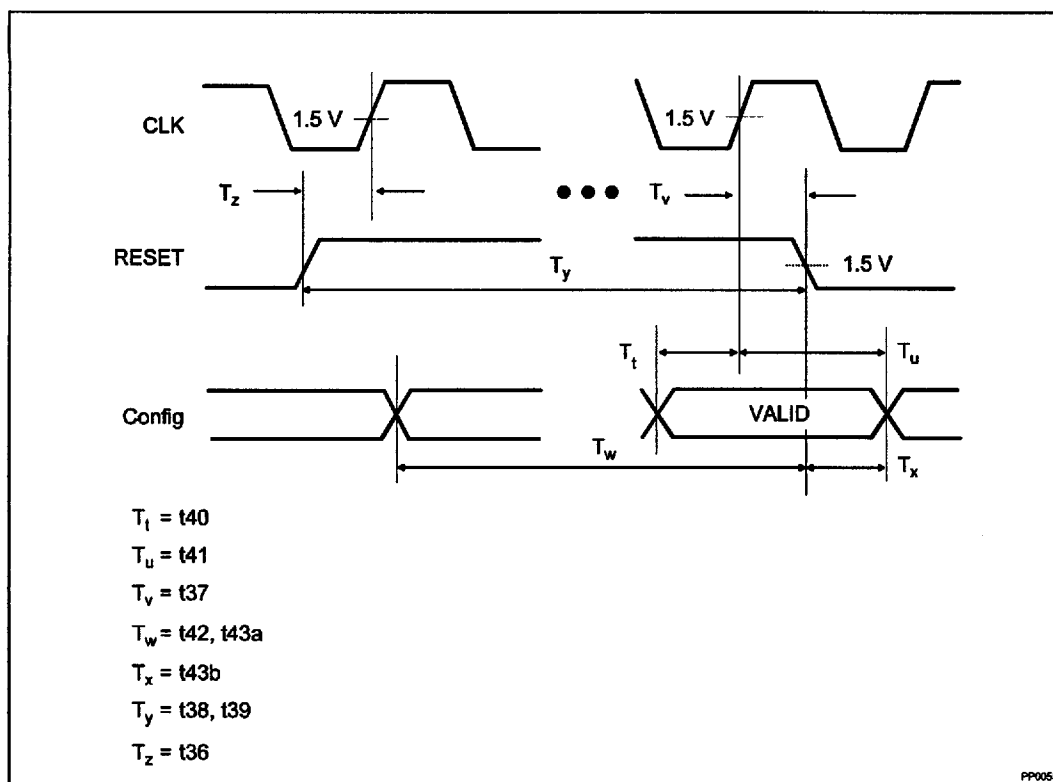 CLK
1.5 V
1.5 V
Tz
Tv
RESET
Ty
1.5 V
Tt
Tu
Config
VALID
Tw
Tx
Tt = t40
Tu = t41
Tv = t37
Tw = t42, t43a
Tx = t43b
Ty = t38, t39
Tz = t36
PP005